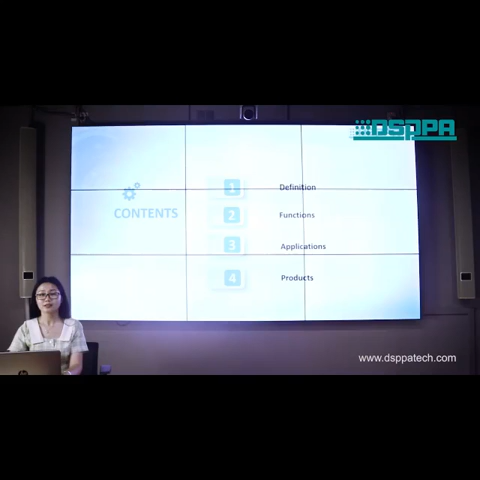 DSPPA
CONTENTS
1 Definition
2 Functions
3 Applications
4 Products
www.dsppatech.com